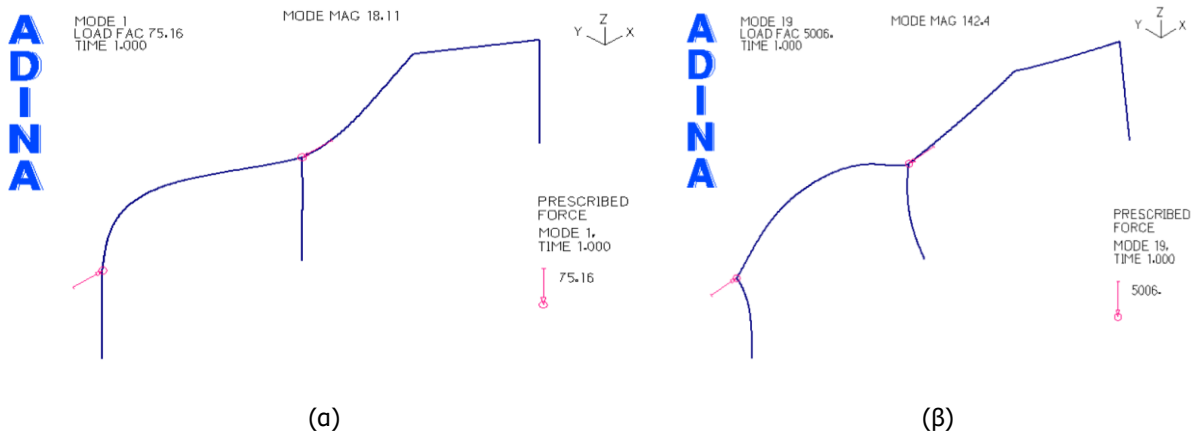 ADINA
MODE 1
LOAD FAC 75.16
TIME 1.000
MODE MAG 18.11
Z
Y X
PRESCRIBED
FORCE
MODE 1,
TIME 1.000
75.16
(α)
ADINA
MODE 19
LOAD FAC 5006.
TIME 1.000
MODE MAG 142.4
Z
Y X
PRESCRIBED
FORCE
MODE 19,
TIME 1.000
5006.
(β)